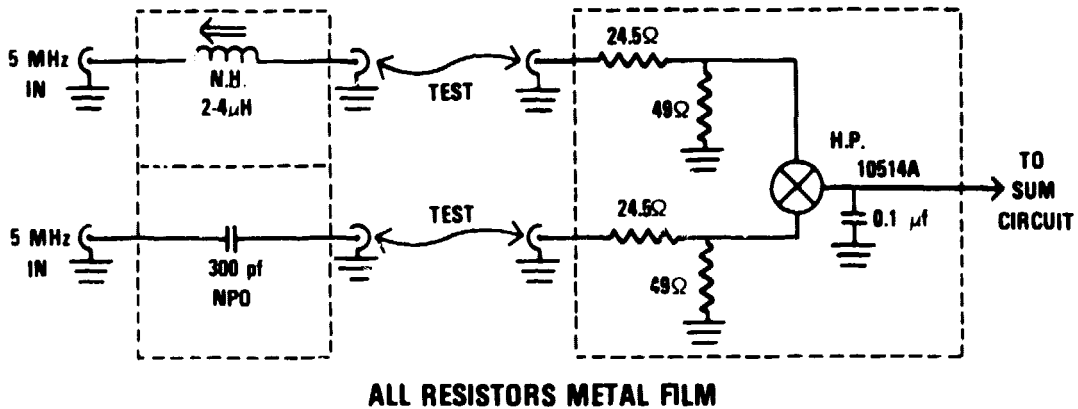 5 MHz
IN
N.H.
2-4µH
TEST
24.5Ω
49Ω
H.P.
10514A
TO
SUM
CIRCUIT
0.1 µf
5 MHz
IN
300 pf
NPO
TEST
24.5Ω
49Ω
ALL RESISTORS METAL FILM